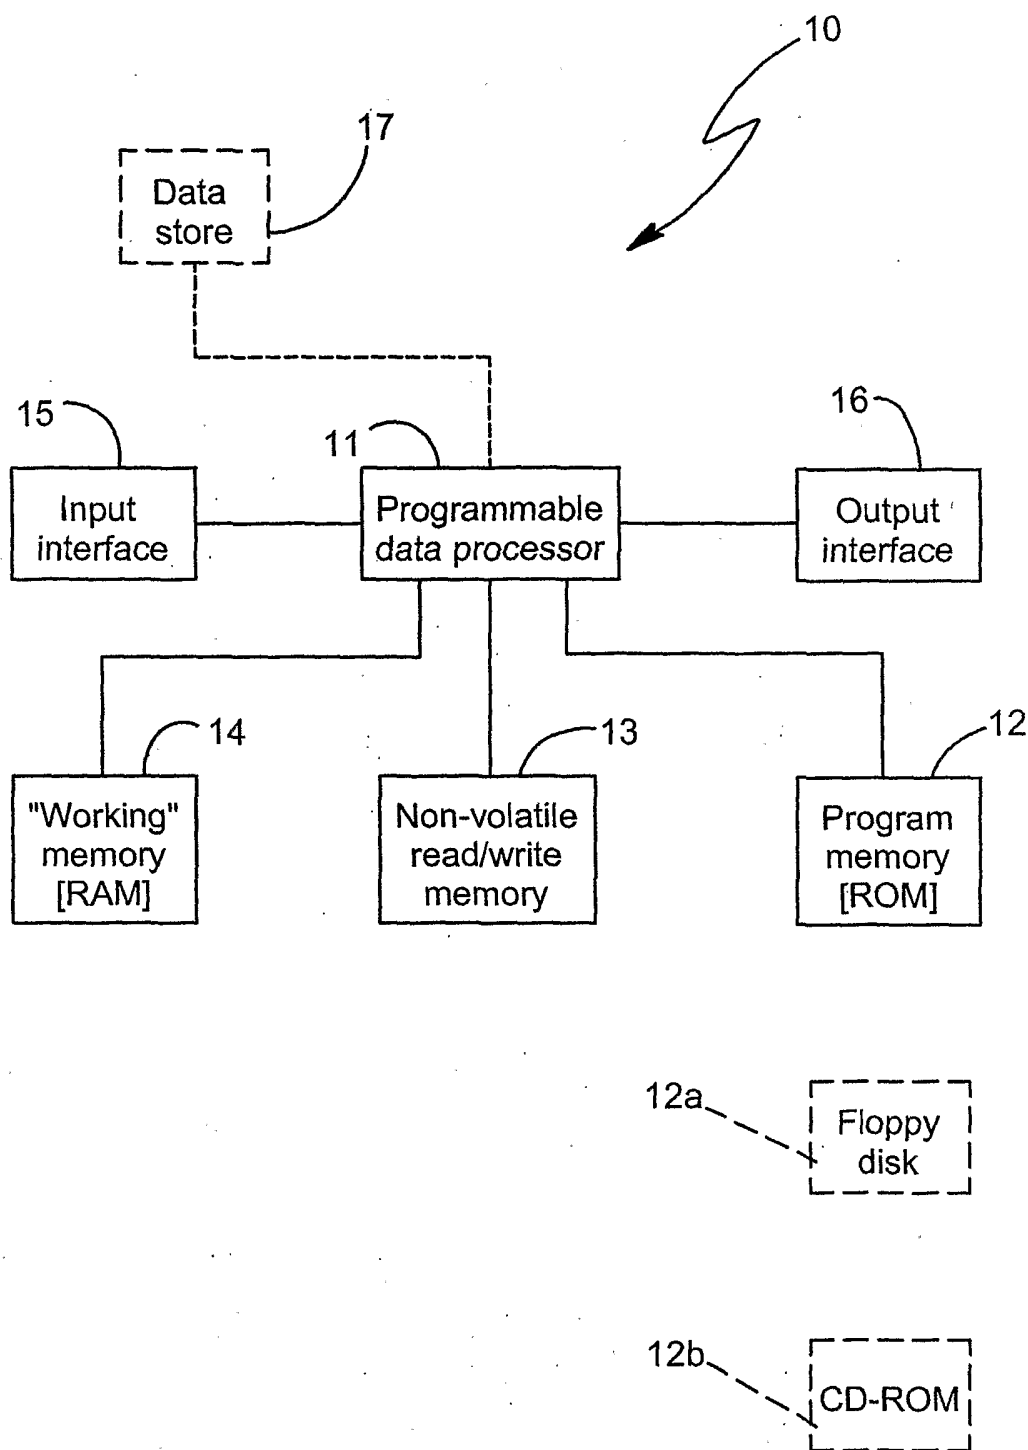 10
17
Data
store
15
11
16
Input
interface
Programmable
data processor
Output
interface
14
13
12
"Working"
memory
[RAM]
Non-volatile
read/write
memory
Program
memory
[ROM]
12a
Floppy
disk
12b
CD-ROM